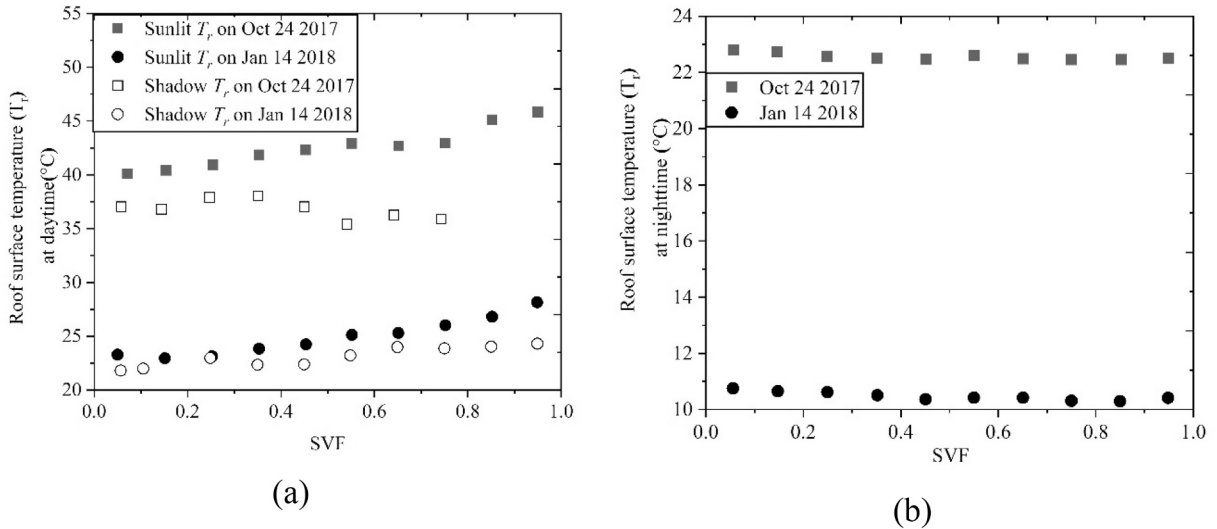 55
50
45
40
35
30
25
20
Roof surface temperature (Tr)
at daytime(°C)
Sunlit Tr on Oct 24 2017
Sunlit Tr on Jan 14 2018
Shadow Tr on Oct 24 2017
Shadow Tr on Jan 14 2018
0.0 0.2 0.4 0.6 0.8 1.0
SVF
(a)
24
22
20
18
16
14
12
10
Roof surface temperature (Tr)
at nighttime (°C)
Oct 24 2017
Jan 14 2018
0.0 0.2 0.4 0.6 0.8 1.0
SVF
(b)